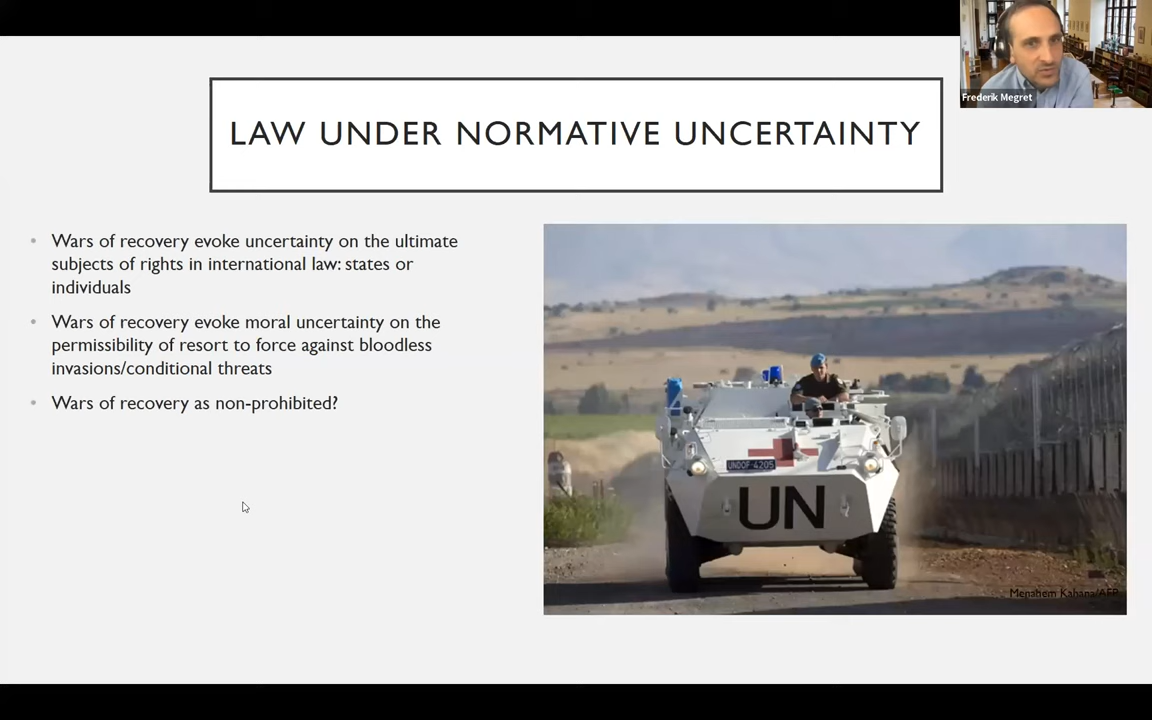 Frederik Megret
LAW UNDER NORMATIVE UNCERTAINTY
• Wars of recovery evoke uncertainty on the ultimate
subjects of rights in international law: states or
individuals
• Wars of recovery evoke moral uncertainty on the
permissibility of resort to force against bloodless
invasions/conditional threats
• Wars of recovery as non-prohibited?
UNDOF-4205
UN
Menahem Kahana/AFP